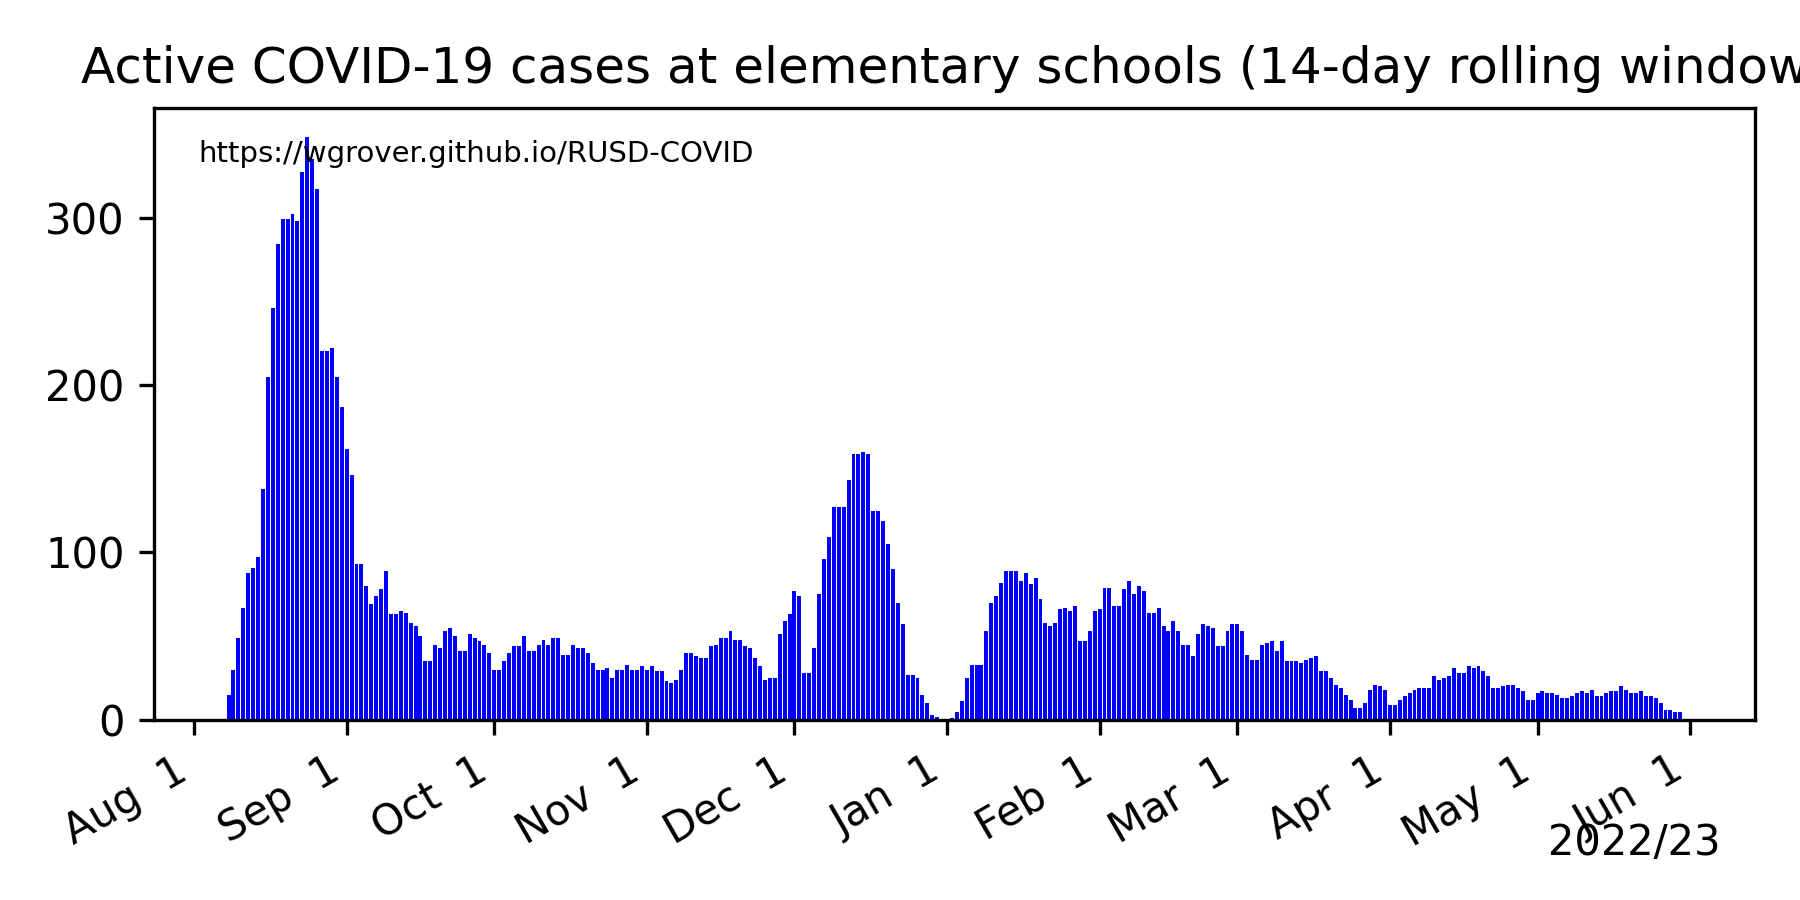 Active COVID-19 cases at elementary schools (14-day rolling window
https://wgrover.github.io/RUSD-COVID
300
200
100
0
Aug 1
Sep 1
Oct 1
Nov 1
Dec 1
Jan 1
Feb 1
Mar 1
Apr 1
May 1
Jun 1
2022/23